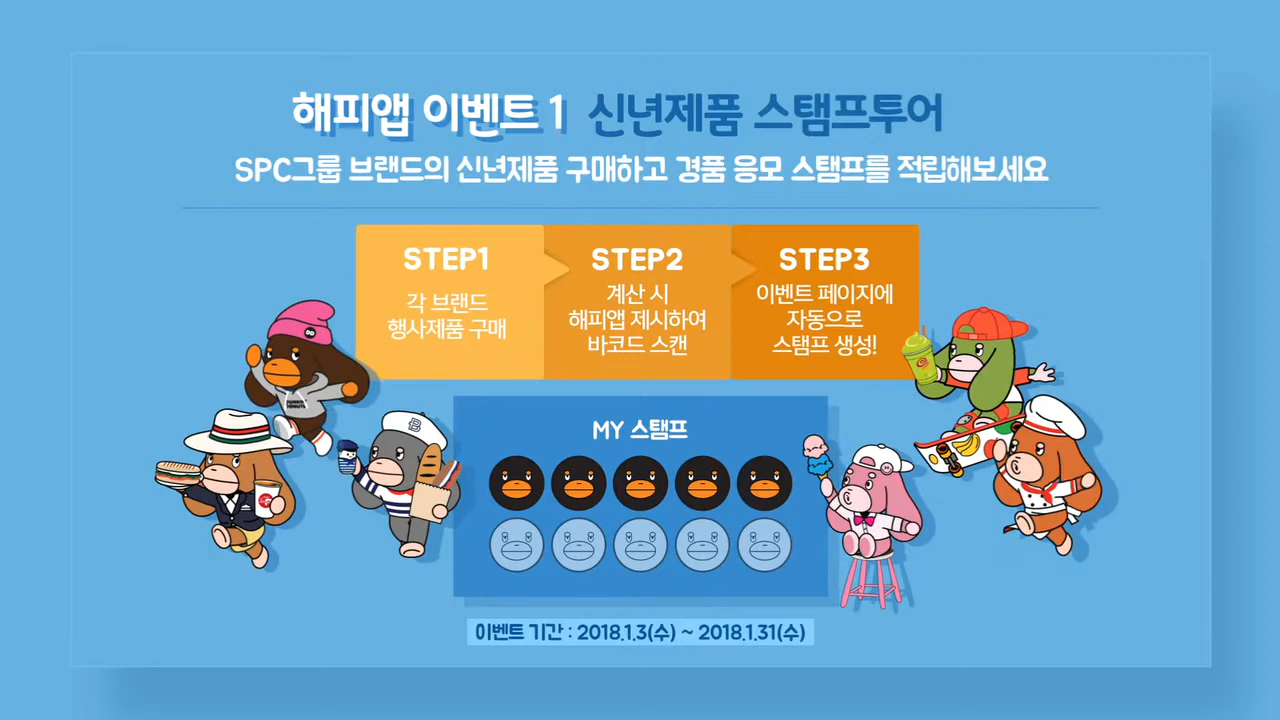 해피앱 이벤트 1 신년제품 스탬프투어
SPC그룹 브랜드의 신년제품 구매하고 경품 응모 스탬프를 적립해보세요
STEP1
각 브랜드
행사제품 구매
STEP2
계산 시
해피앱 제시하여
바코드 스캔
STEP3
이벤트 페이지에
자동으로
스탬프 생성!
MY 스탬프
이벤트 기간 : 2018.1.3(수) ~ 2018.1.31(수)